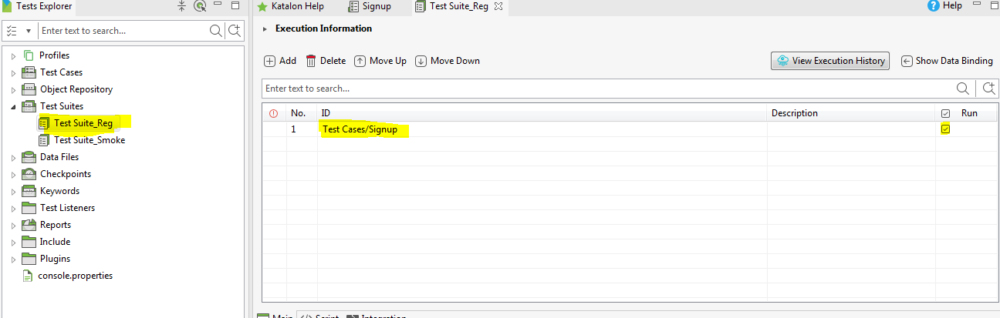 Tests Explorer
Enter text to search...
Profiles
Test Cases
Object Repository
Test Suites
Test Suite_Reg
Test Suite_Smoke
Data Files
Checkpoints
Keywords
Test Listeners
Reports
Include
Plugins
console.properties
Katalon Help Signup Test Suite_Reg Help
Execution Information
Add Delete Move Up Move Down View Execution History Show Data Binding
Enter text to search...
No. ID Description Run
1 Test Cases/Signup
Main Script Integration